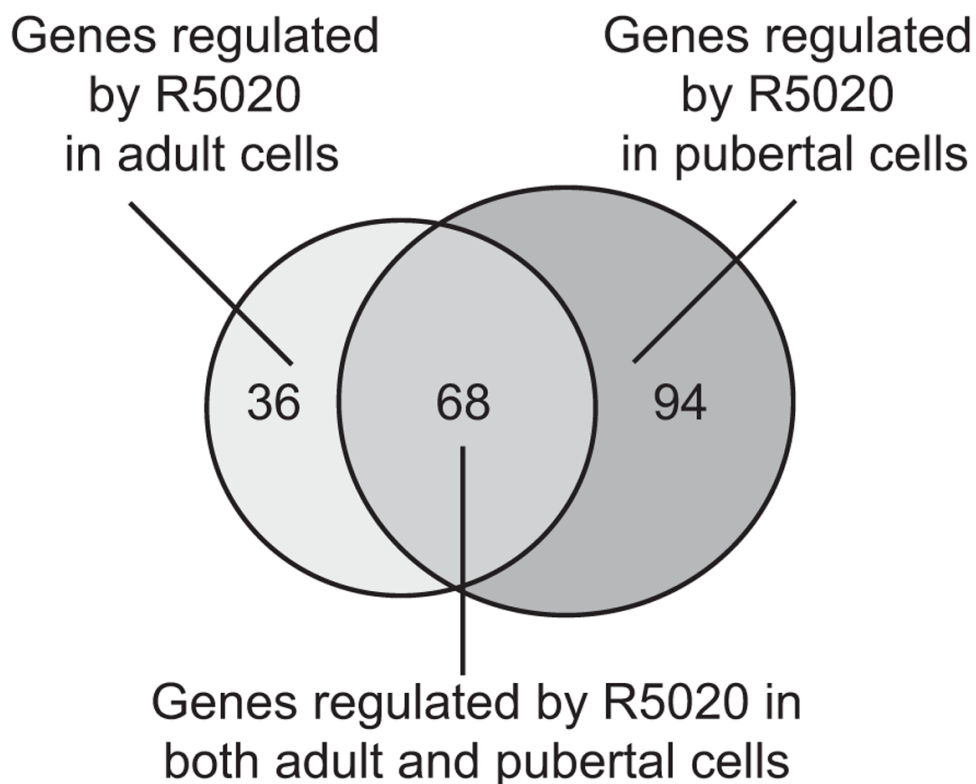 Genes regulated
by R5020
in adult cells
Genes regulated
by R5020
in pubertal cells
36
68
94
Genes regulated by R5020 in
both adult and pubertal cells